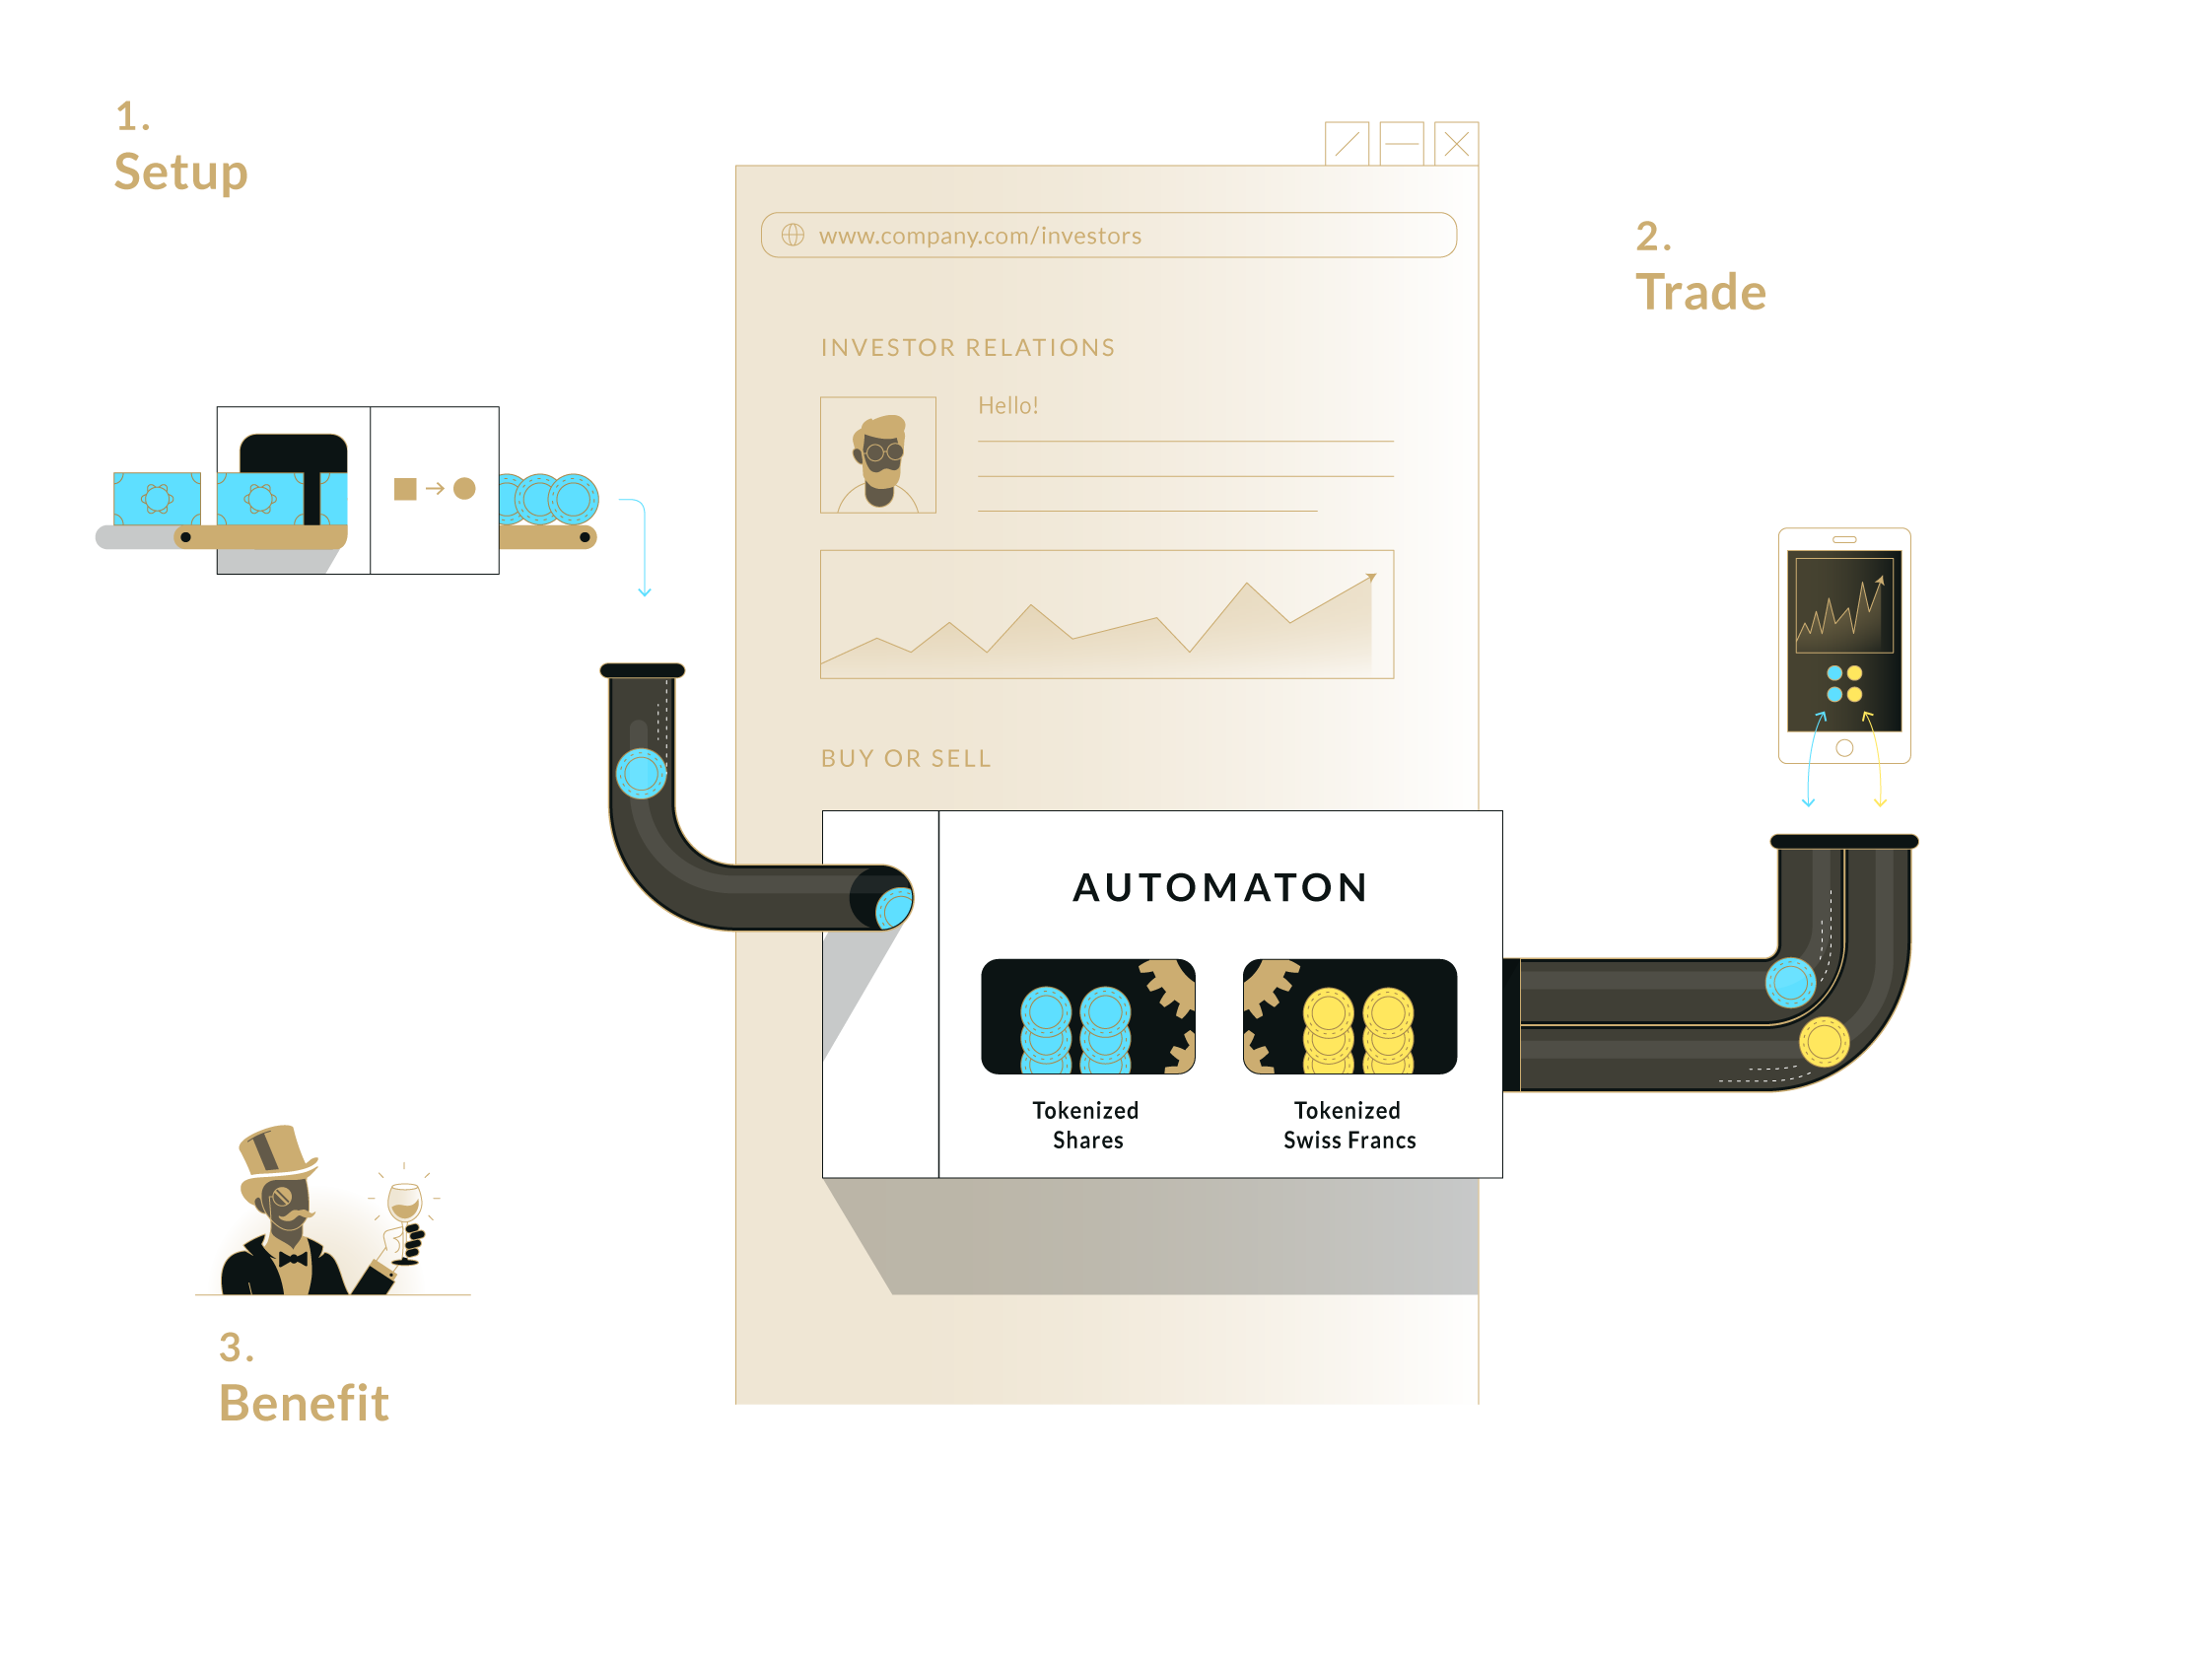 1.
Setup
www.company.com/investors
INVESTOR RELATIONS
Hello!
BUY OR SELL
AUTOMATON
Tokenized
Shares
Tokenized
Swiss Francs
2.
Trade
3.
Benefit